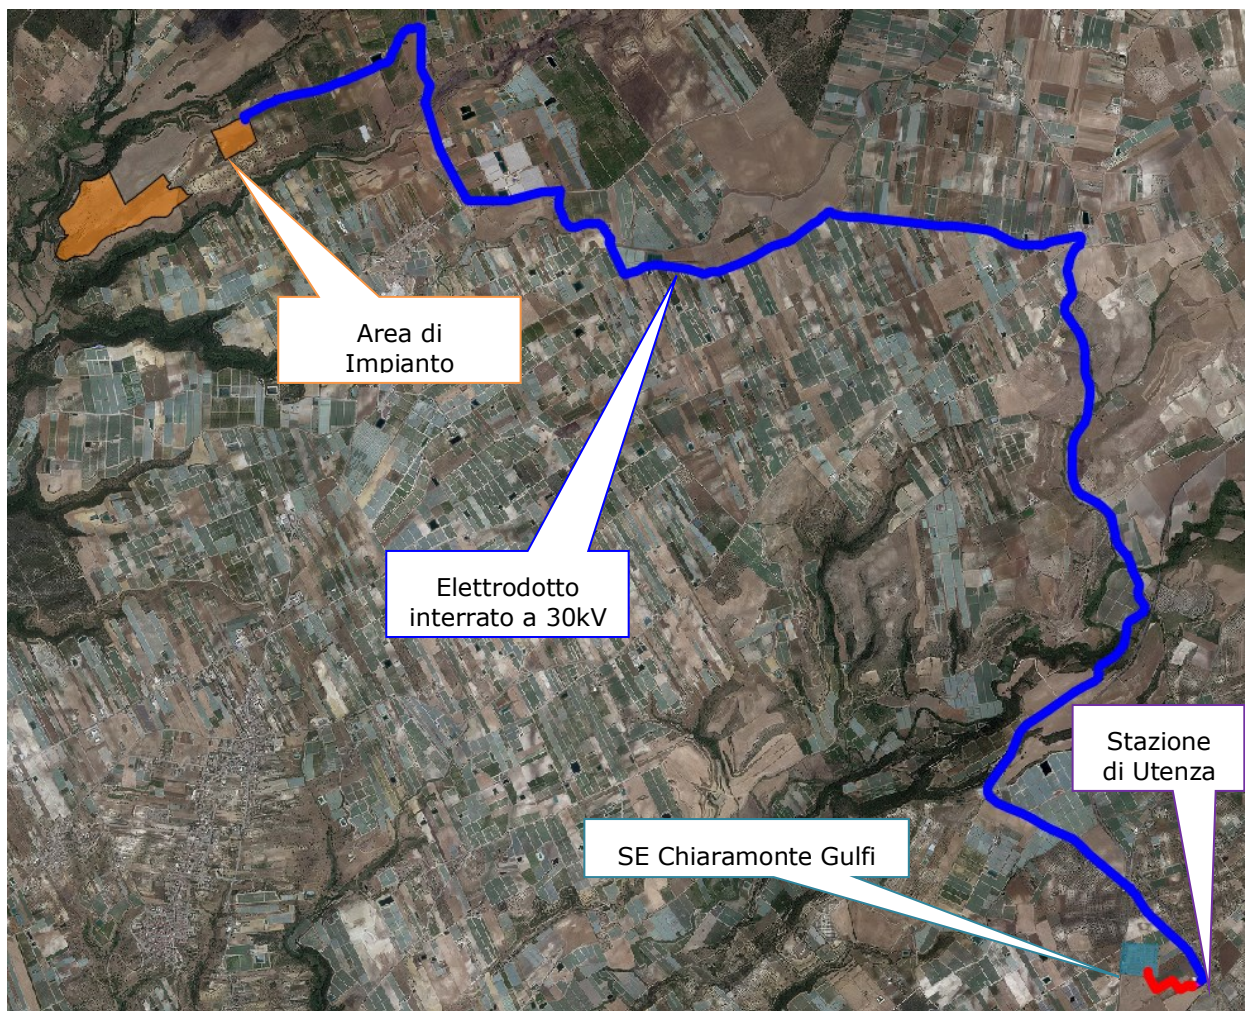 Area di
Impianto
Elettrodotto
interrato a 30kV
Stazione
di Utenza
SE Chiaramonte Gulfi